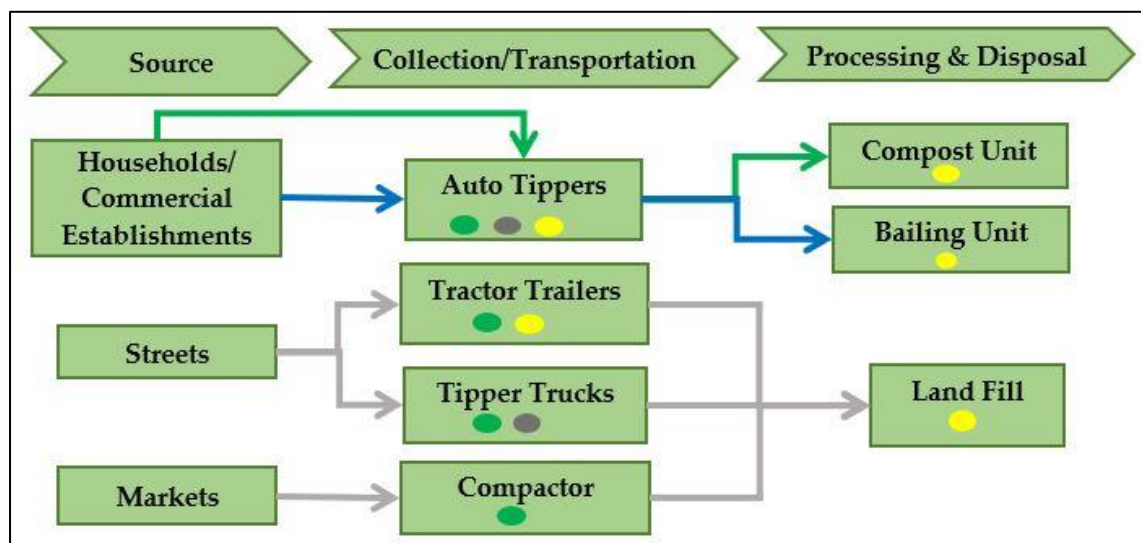 Source
Collection/Transportation
Processing & Disposal
Households/
Commercial
Establishments
Auto Tippers
Compost Unit
Bailing Unit
Tractor Trailers
Streets
Tipper Trucks
Land Fill
Markets
Compactor